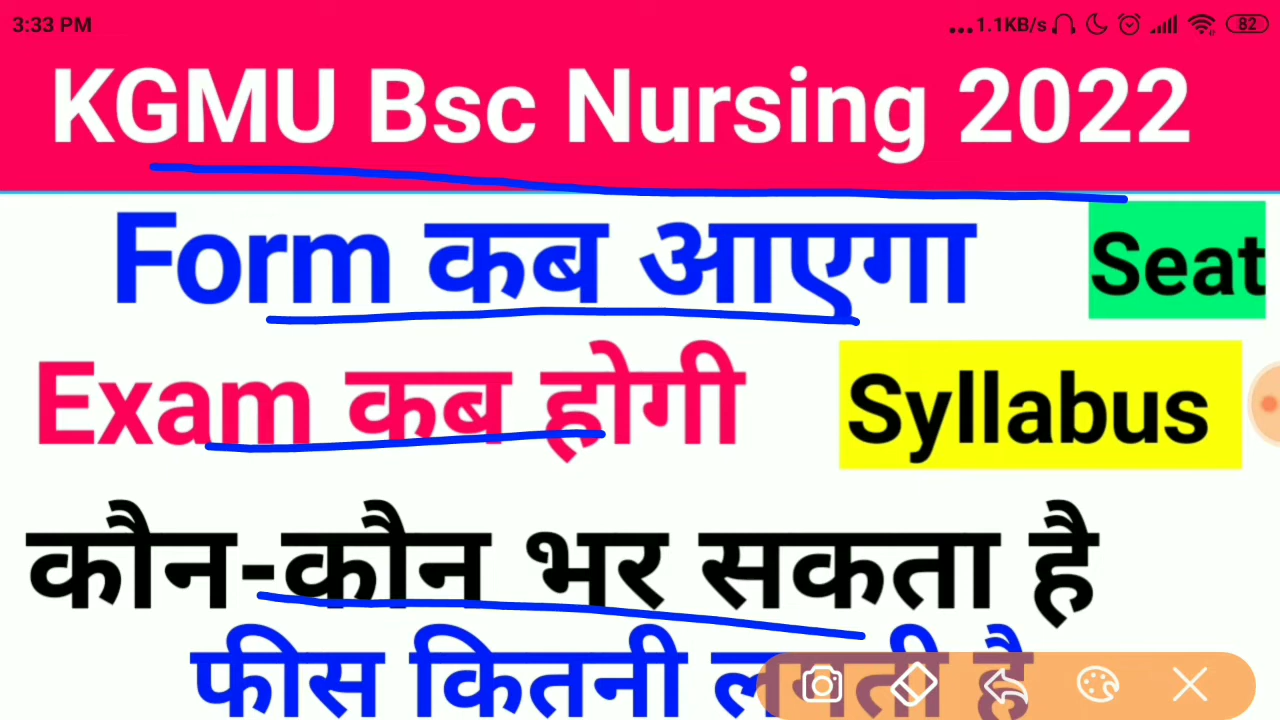 3:33 PM ...1.1KB/s 82
KGMU Bsc Nursing 2022
Form कब आएगा Seat
Exam कब होगी Syllabus
कौन-कौन भर सकता है
फीस कितनी लगती है